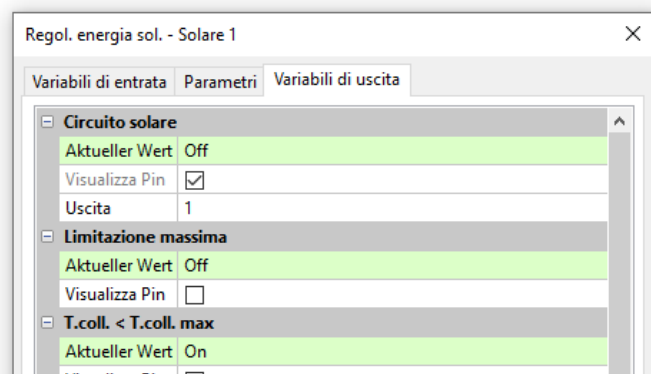 Regol. energia sol. - Solare 1
Variabili di entrata Parametri Variabili di uscita
Circuito solare
Aktueller Wert Off
Visualizza Pin
Uscita 1
Limitazione massima
Aktueller Wert Off
Visualizza Pin
T.coll. < T.coll. max
Aktueller Wert On